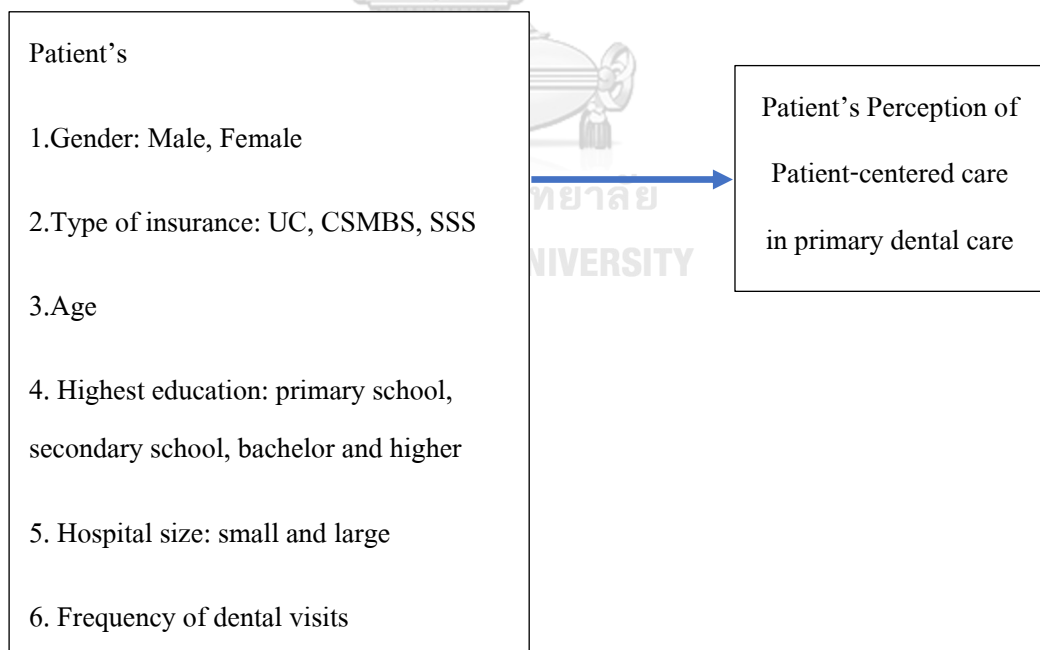 Patient’s
1.Gender: Male, Female
2.Type of insurance: UC, CSMBS, SSS
3.Age
4. Highest education: primary school,
secondary school, bachelor and higher
5. Hospital size: small and large
6. Frequency of dental visits
Patient’s Perception of
Patient-centered care
in primary dental care